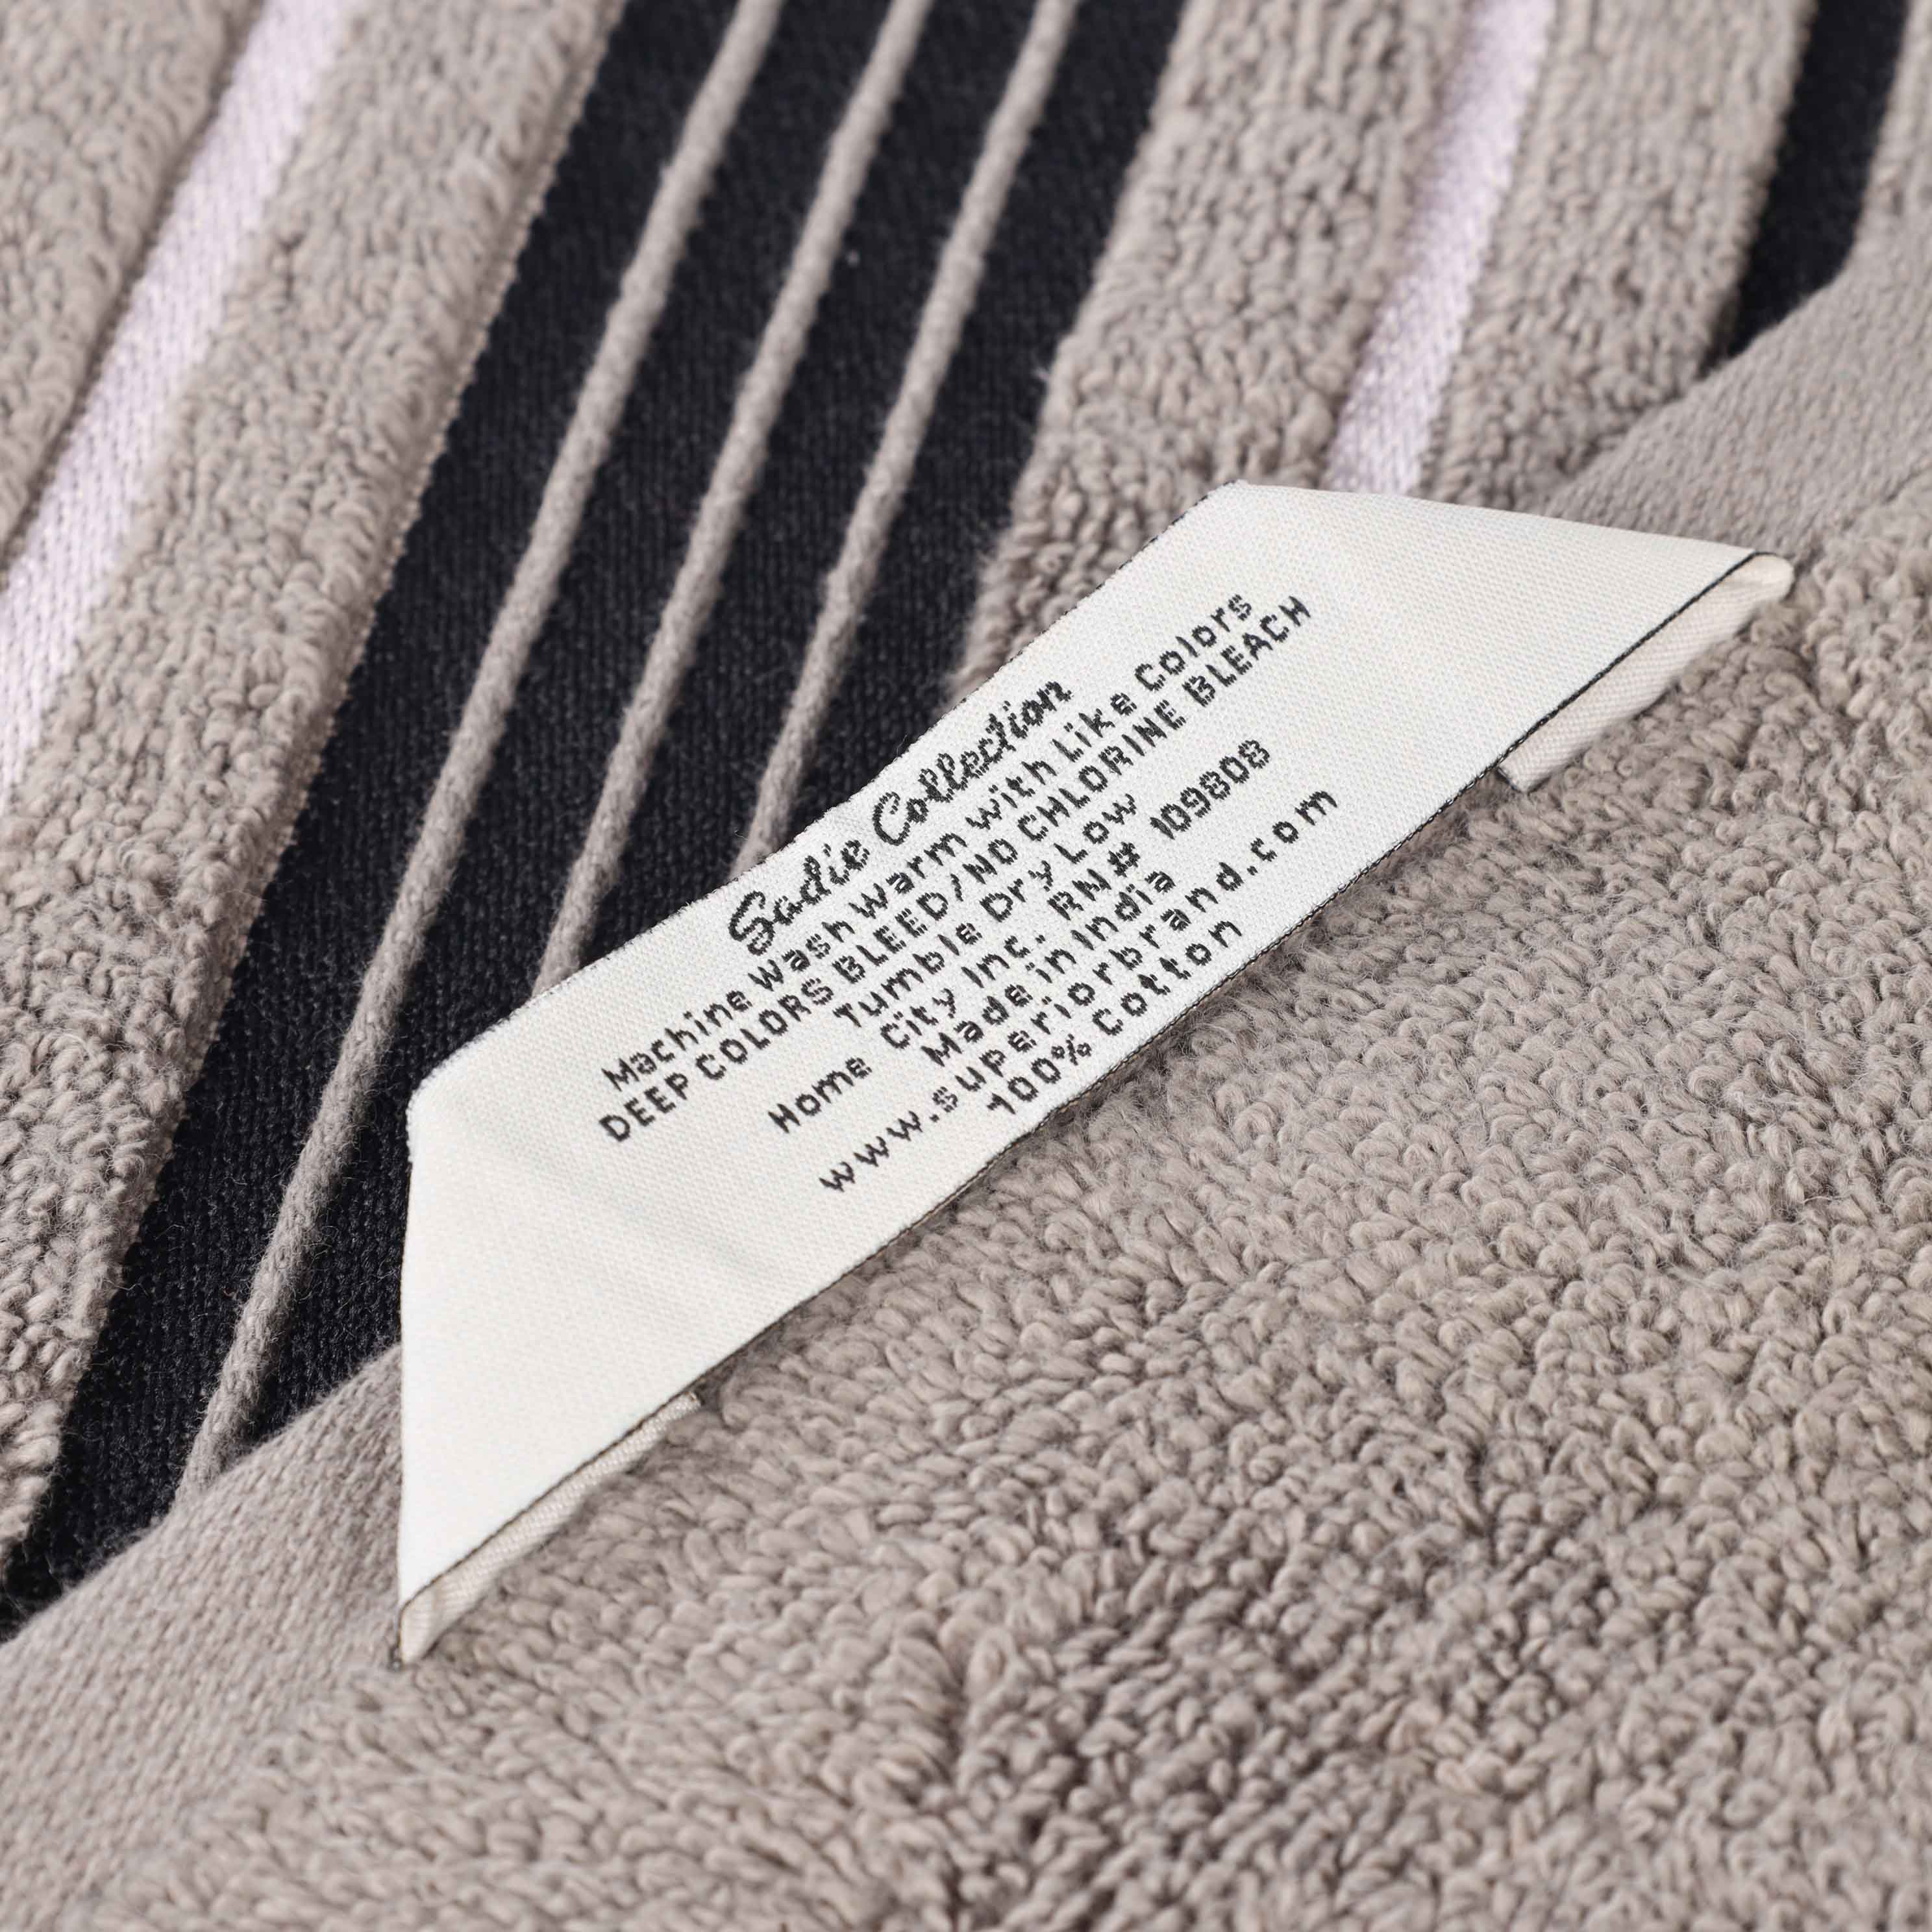 Sadie Collection
Machine Wash Warm with Like Colors
DEEP COLORS BLEED/NO CHLORINE BLEACH
Tumble Dry Low
Home City Inc. RN# 109808
Made in India
www.superiorbrand.com
100% Cotton